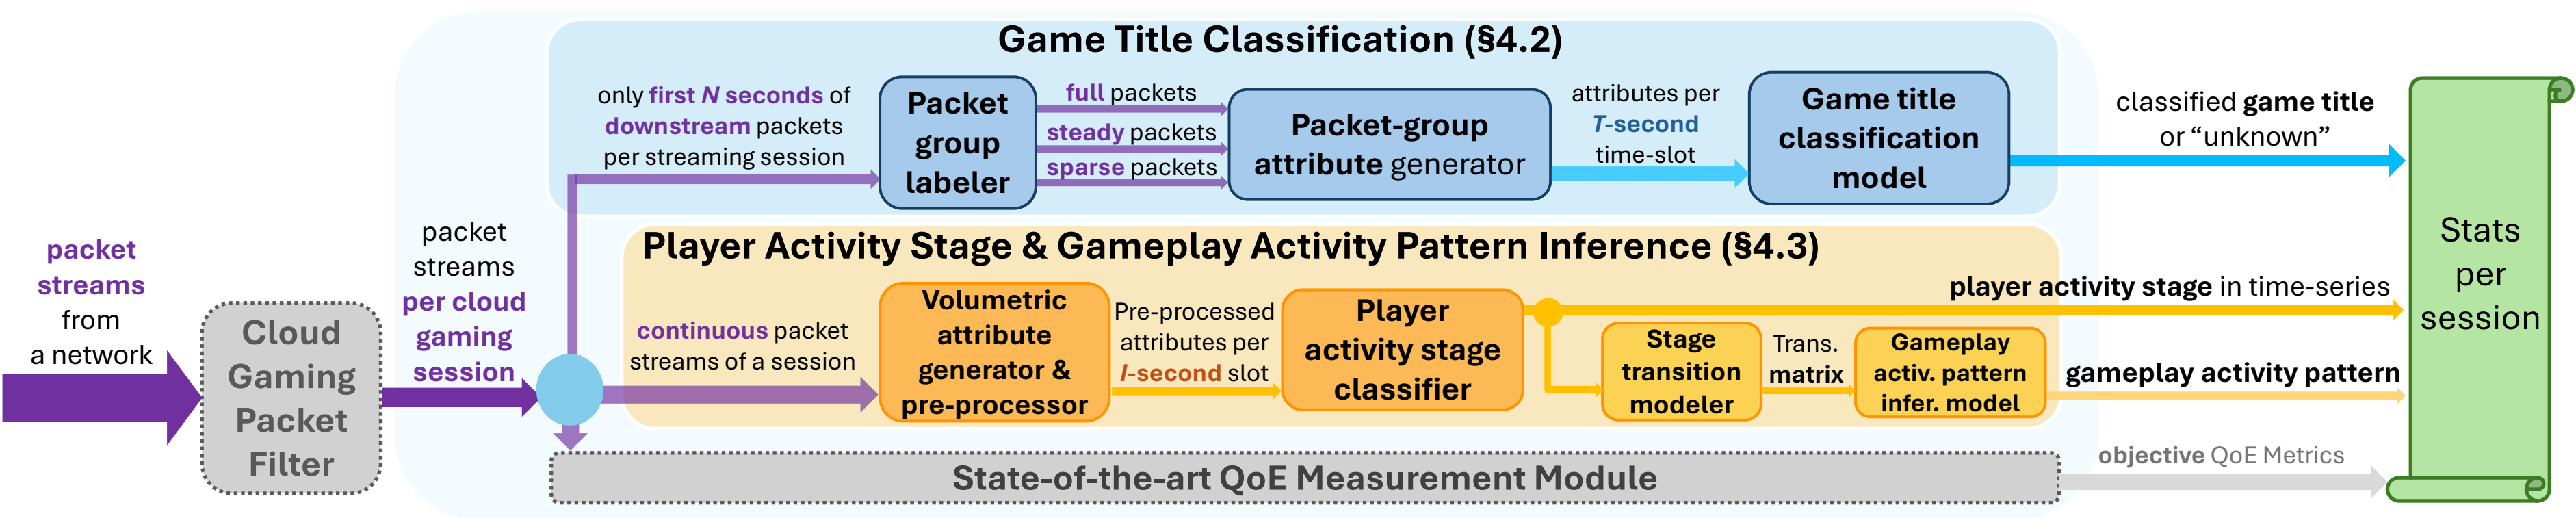 Game Title Classification (§4.2)
only first N seconds of
downstream packets
per streaming session
Packet
group
labeler
full packets
steady packets
sparse packets
Packet-group
attribute generator
attributes per
T-second
time-slot
Game title
classification
model
classified game title
or “unknown”
packet
streams
from
a network
Cloud
Gaming
Packet
Filter
packet
streams
per cloud
gaming
session
Player Activity Stage & Gameplay Activity Pattern Inference (§4.3)
continuous packet
streams of a session
Volumetric
attribute
generator &
pre-processor
Pre-processed
attributes per
I-second slot
Player
activity stage
classifier
player activity stage in time-series
Stage
transition
modeler
Trans.
matrix
Gameplay
activ. pattern
infer. model
gameplay activity pattern
State-of-the-art QoE Measurement Module
objective QoE Metrics
Stats
per
session